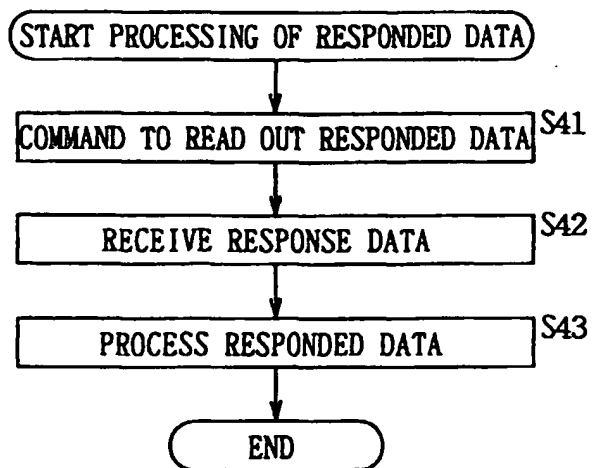 START PROCESSING OF RESPONDED DATA
COMMAND TO READ OUT RESPONDED DATA
S41
RECEIVE RESPONSE DATA
S42
PROCESS RESPONDED DATA
S43
END